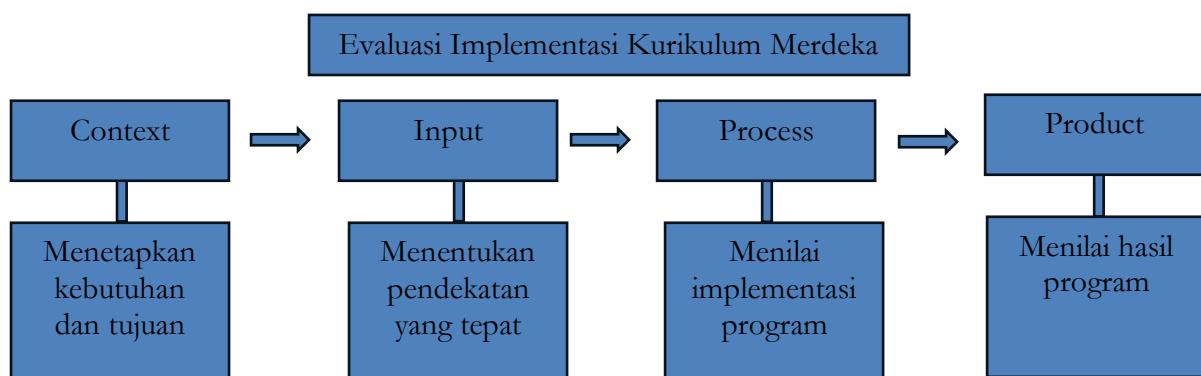 Evaluasi Implementasi Kurikulum Merdeka
Context
Input
Process
Product
Menetapkan
kebutuhan
dan tujuan
Menentukan
pendekatan
yang tepat
Menilai
implementasi
program
Menilai hasil
program